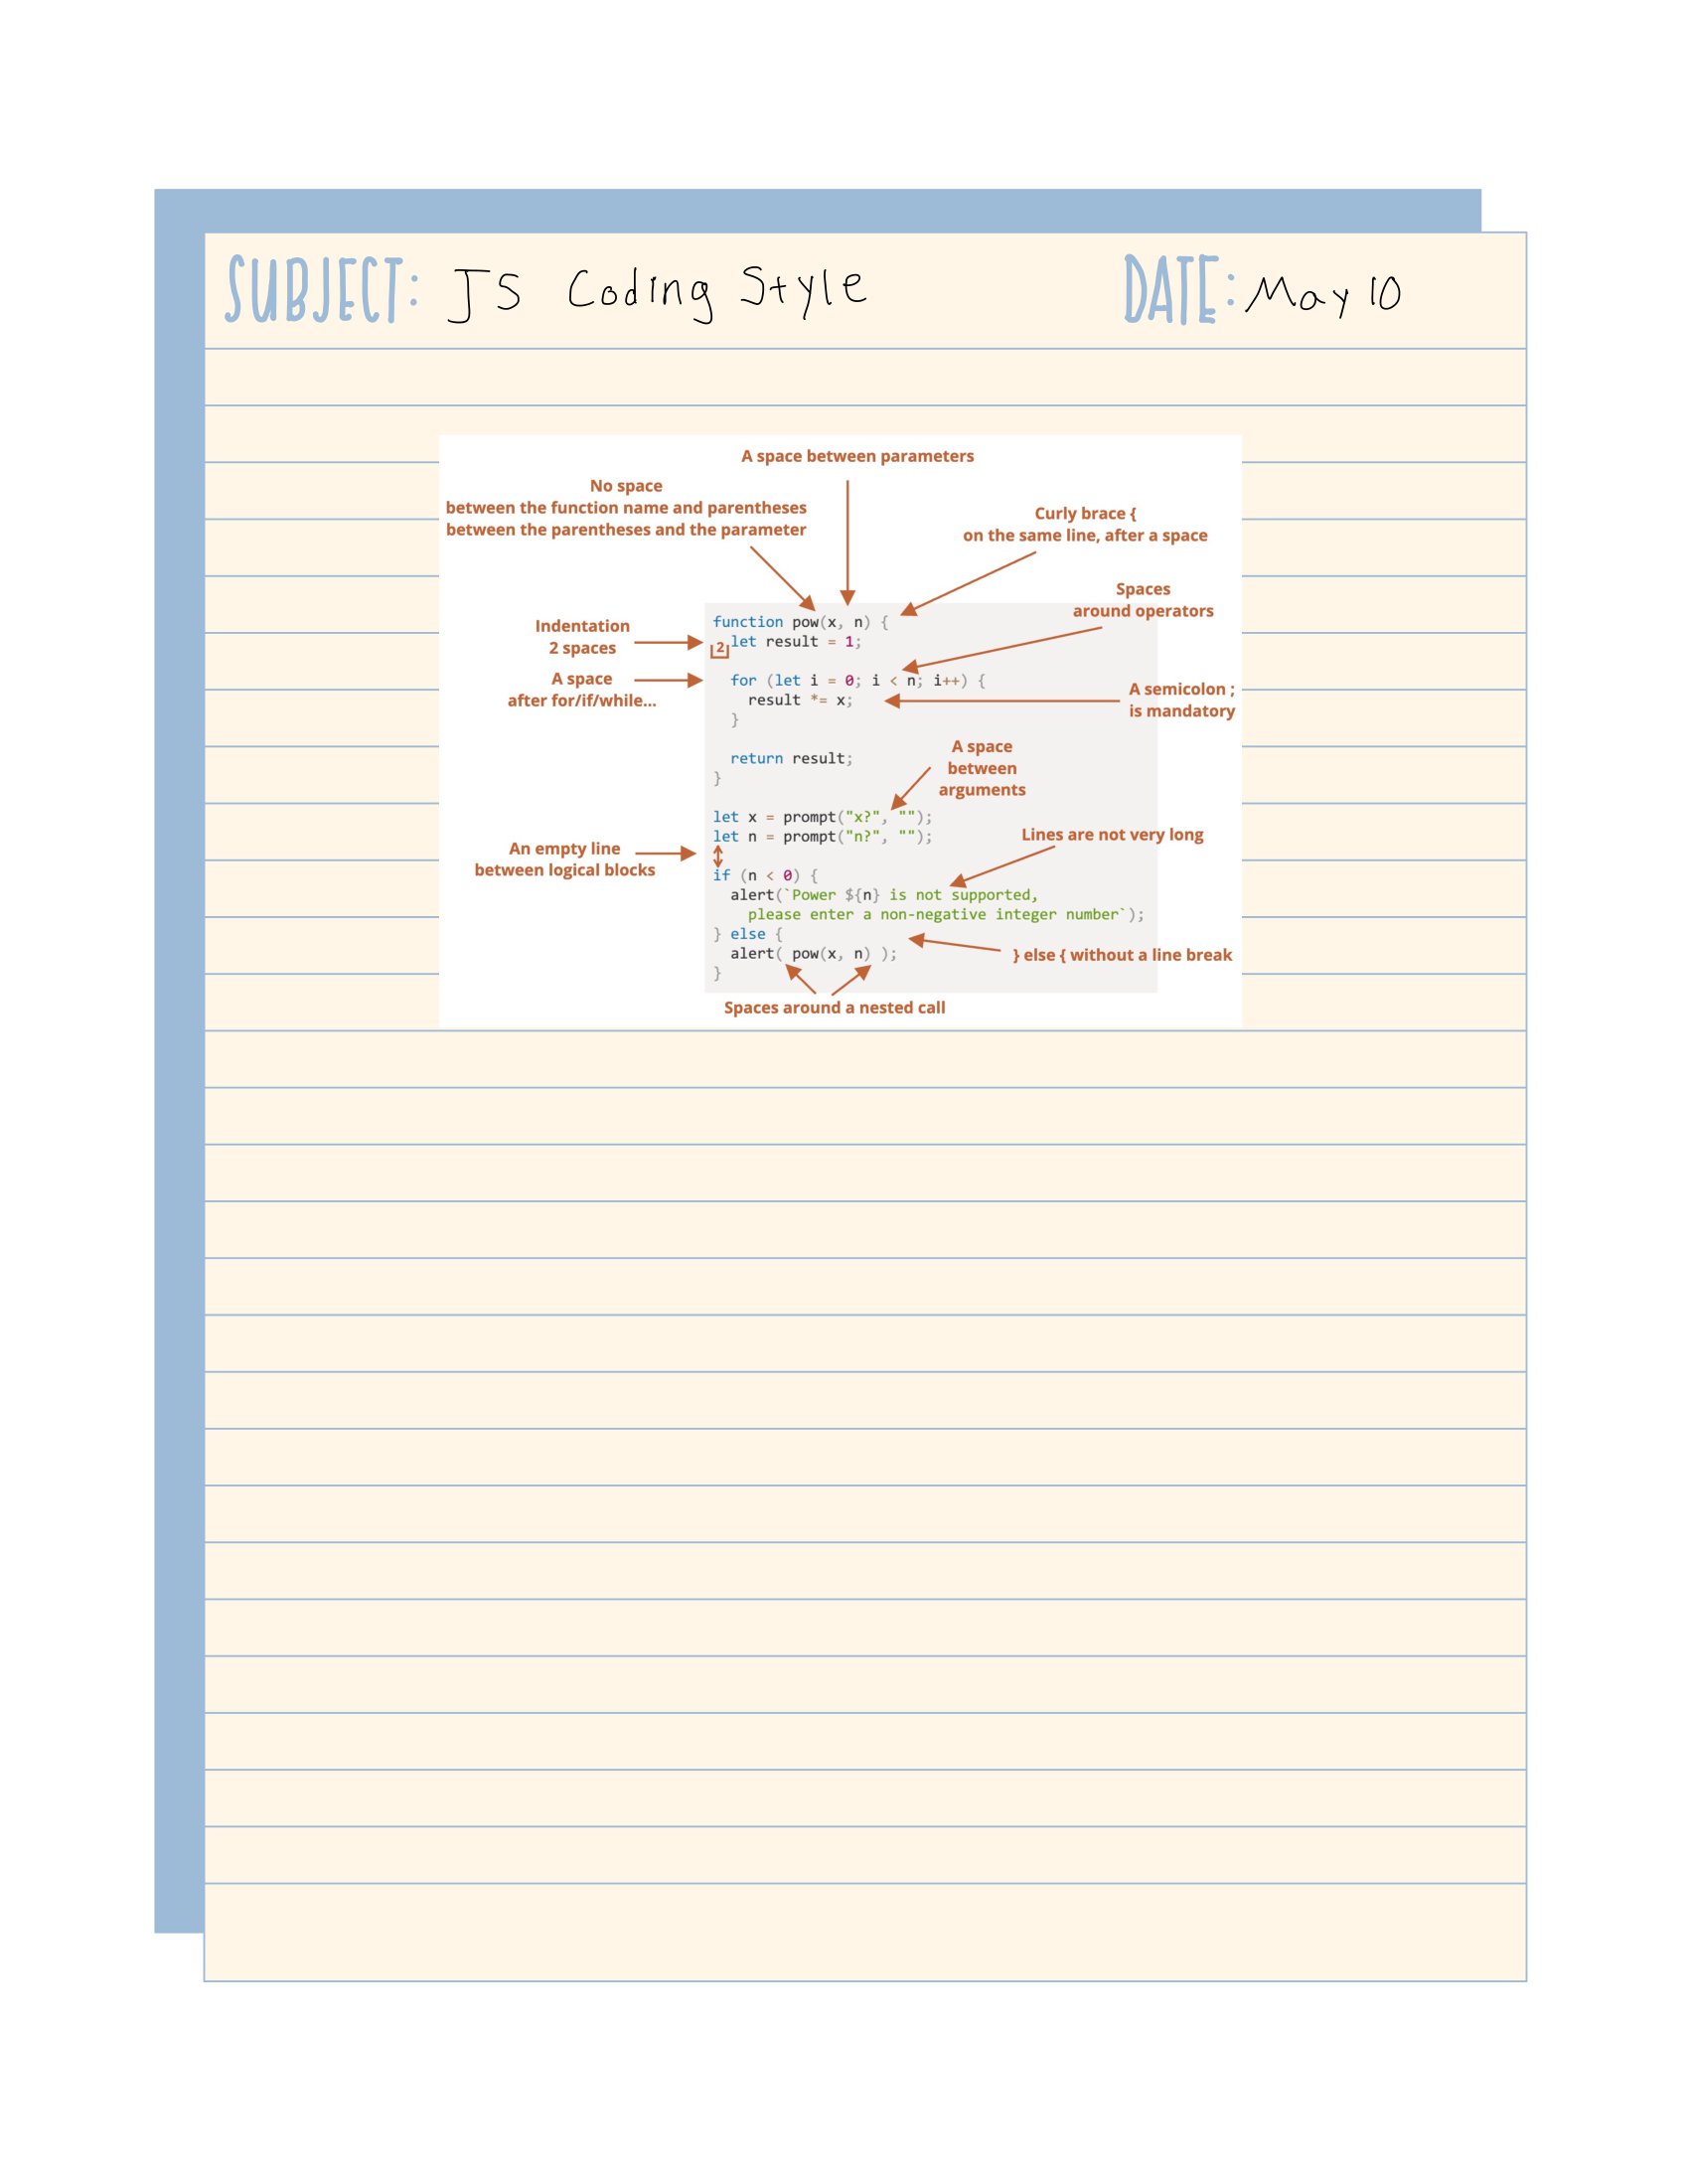 SUBJECT: JS Coding Style DATE: May 10
A space between parameters
No space
between the function name and parentheses
between the parentheses and the parameter
Curly brace {
on the same line, after a space
Spaces
around operators
Indentation
2 spaces
A space
after for/if/while...
A semicolon ;
is mandatory
function pow(x, n) {
2 let result = 1;
for (let i = 0; i < n; i++) {
result *= x;
}
return result;
}
A space
between
arguments
let x = prompt("x?", "");
let n = prompt("n?", "");
Lines are not very long
An empty line
between logical blocks
if (n < 0) {
alert(`Power ${n} is not supported,
please enter a non-negative integer number`);
} else {
alert( pow(x, n) );
}
} else { without a line break
Spaces around a nested call